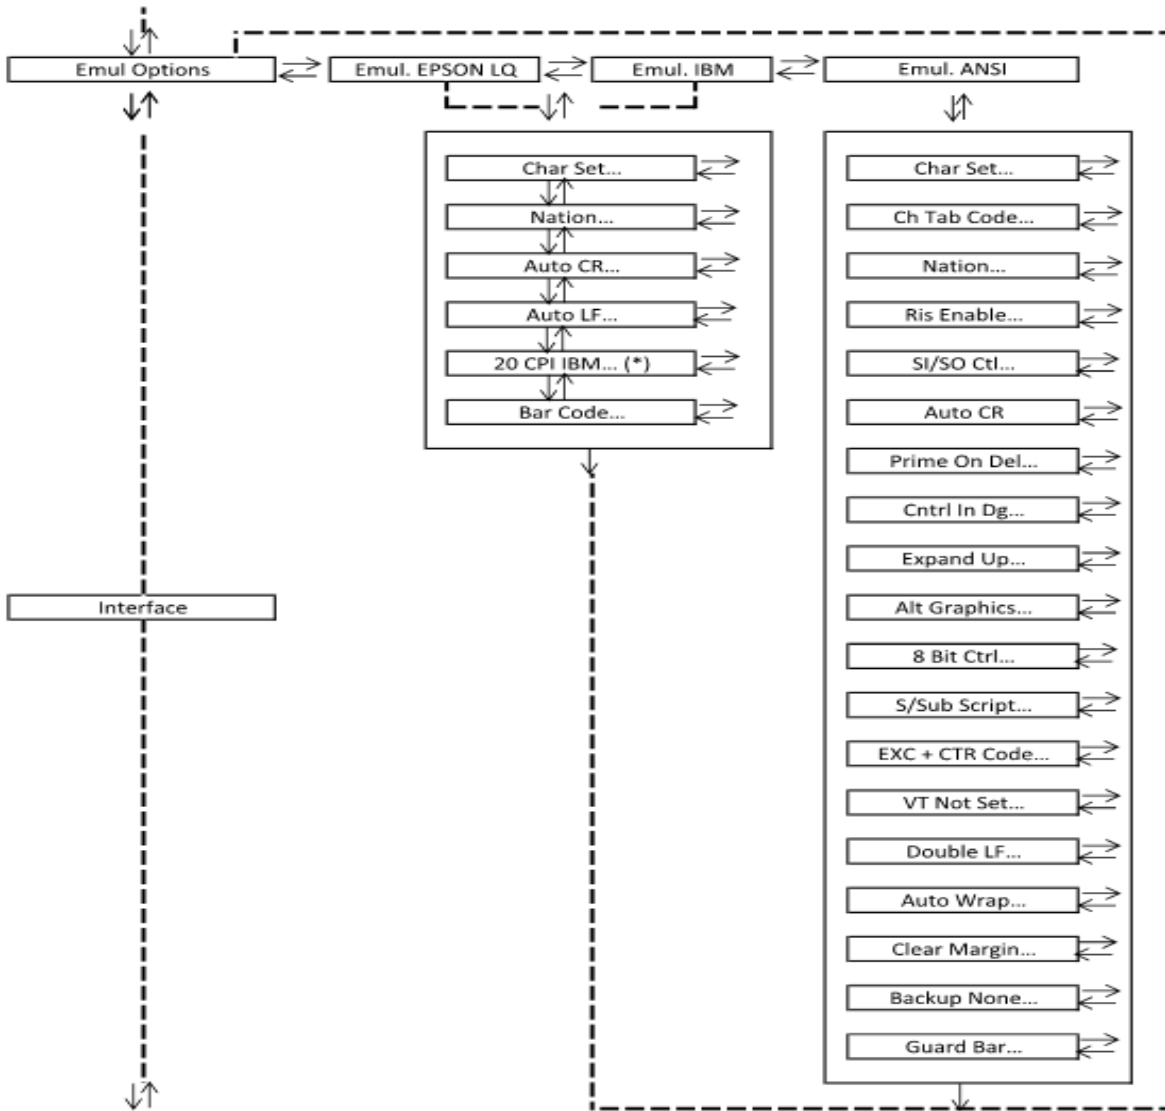 Emul Options
Emul. EPSON LQ
Emul. IBM
Emul. ANSI
Char Set...
Nation...
Auto CR...
Auto LF...
20 CPI IBM... (*)
Bar Code...
Char Set...
Ch Tab Code...
Nation...
Ris Enable...
SI/SO Ctl...
Auto CR
Prime On Del...
Cntrl In Dg...
Expand Up...
Alt Graphics...
8 Bit Ctrl...
S/Sub Script...
EXC + CTR Code...
VT Not Set...
Double LF...
Auto Wrap...
Clear Margin...
Backup None...
Guard Bar...
Interface